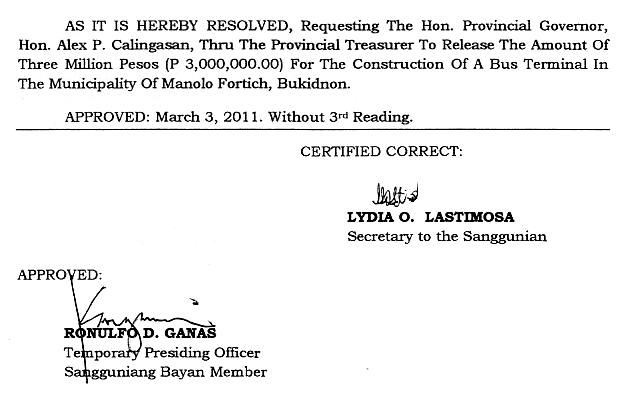 AS IT IS HEREBY RESOLVED, Requesting The Hon. Provincial Governor,
Hon. Alex P. Calingasan, Thru The Provincial Treasurer To Release The Amount Of
Three Million Pesos (P 3,000,000.00) For The Construction Of A Bus Terminal In
The Municipality Of Manolo Fortich, Bukidnon.
APPROVED: March 3, 2011. Without 3rd Reading.
CERTIFIED CORRECT:
LYDIA O. LASTIMOSA
Secretary to the Sanggunian
APPROVED:
RONULFO D. GANAS
Temporary Presiding Officer
Sangguniang Bayan Member